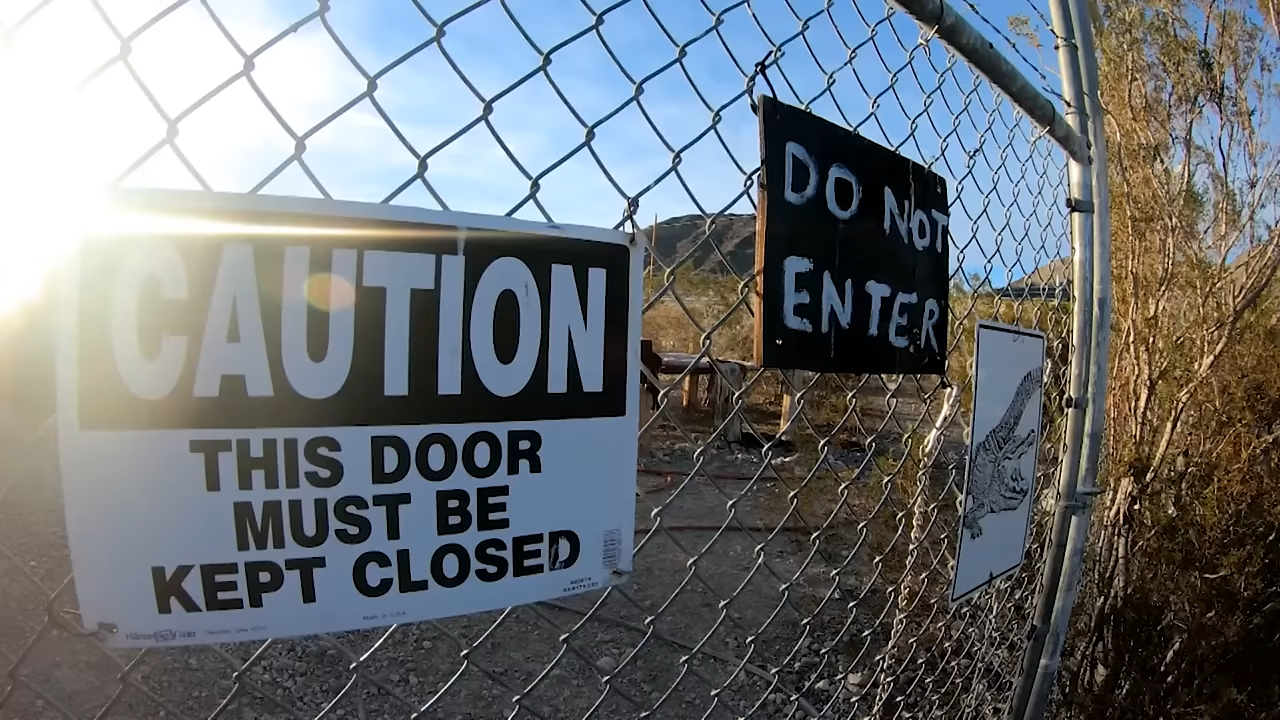 CAUTION
THIS DOOR
MUST BE
KEPT CLOSED
DO NOT
ENTER